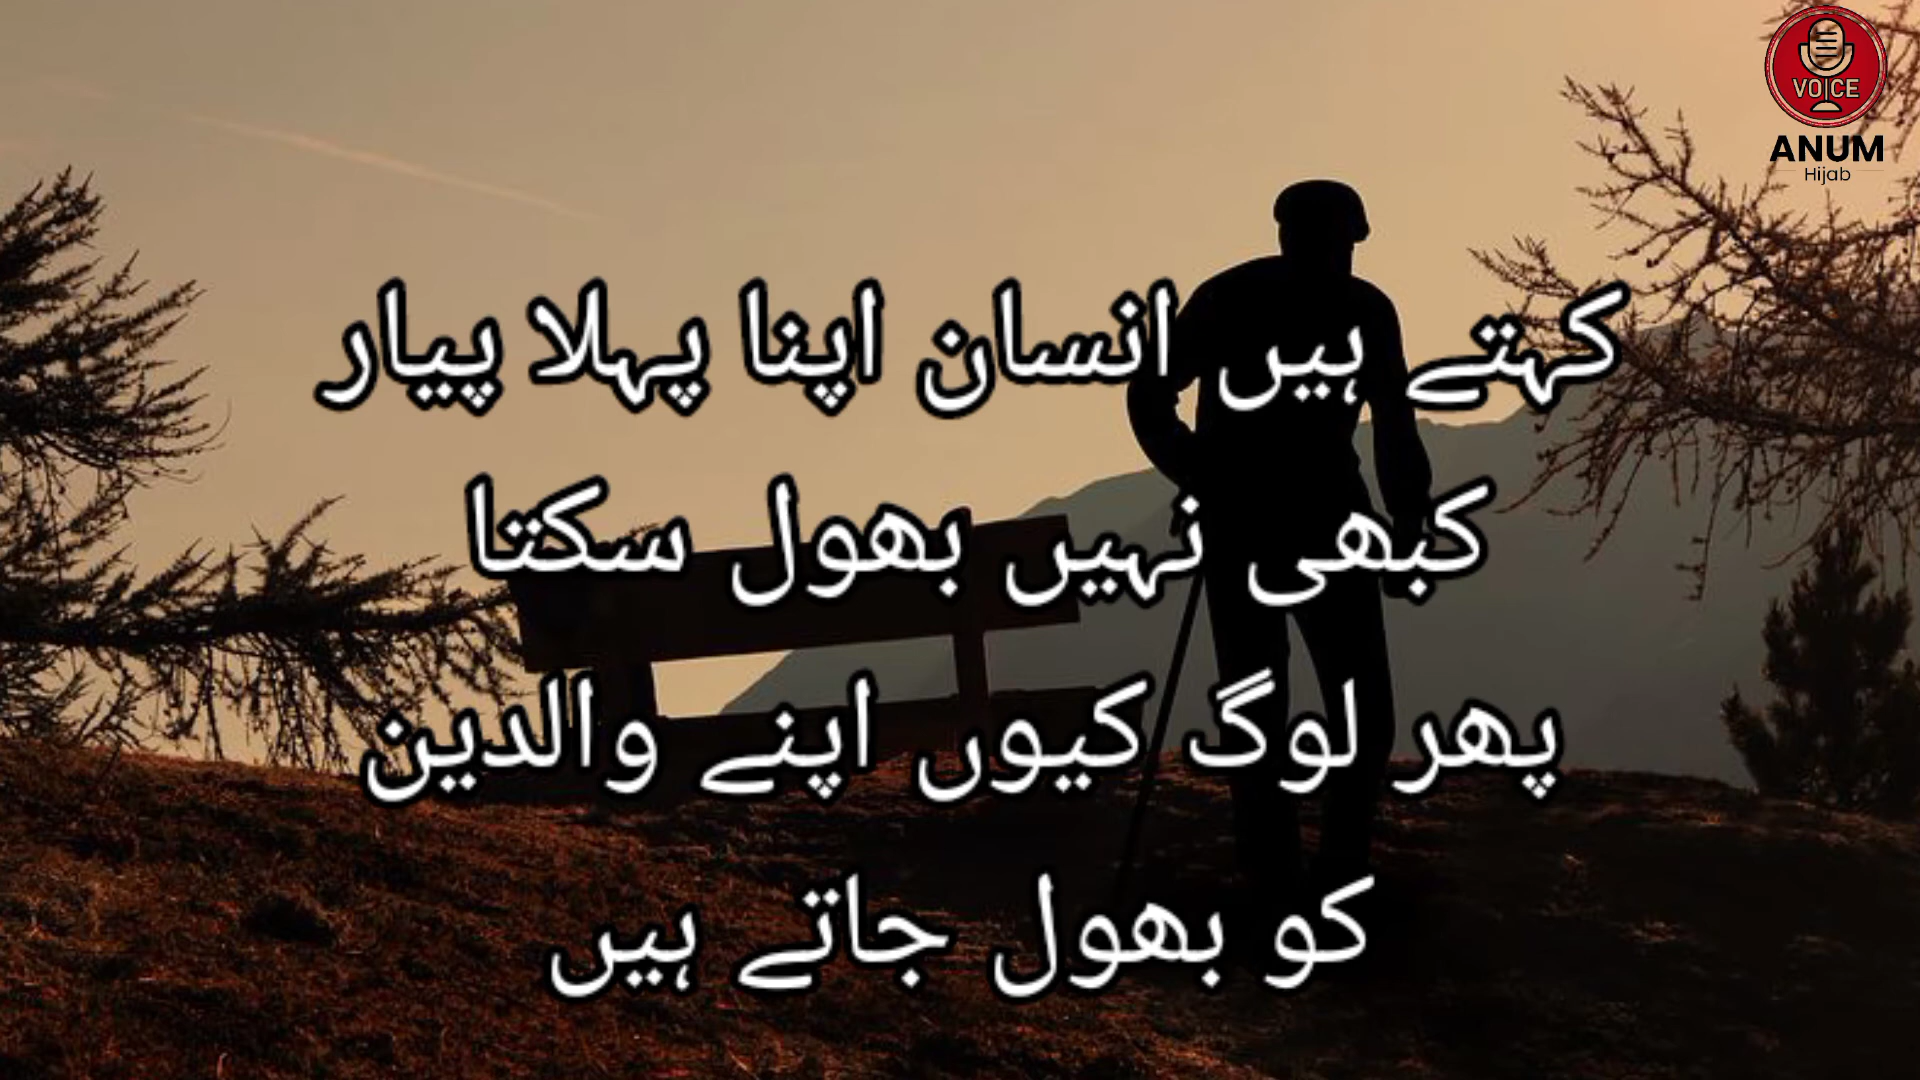 VOICE
ANUM
Hijab
کہتے ہیں انسان اپنا پہلا پیار
کبھی نہیں بھول سکتا
پھر لوگ کیوں اپنے والدین
کو بھول جاتے ہیں